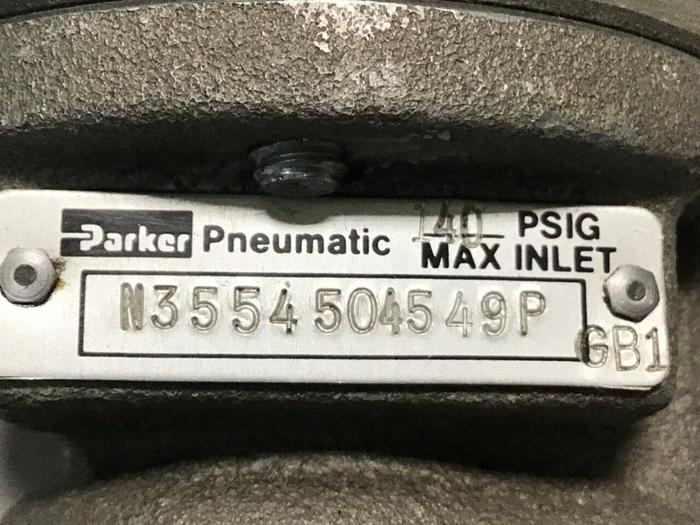 Parker Pneumatic 140 PSIG
MAX INLET
N3554504549P
GB1